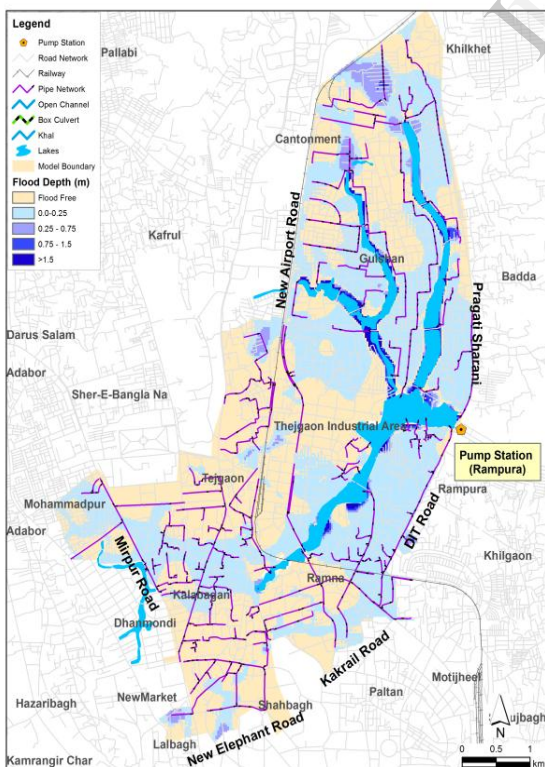 Legend
Pump Station
Road Network
Railway
Pipe Network
Open Channel
Box Culvert
Khal
Lakes
Model Boundary
Flood Depth (m)
Flood Free
0.0-0.25
0.25 - 0.75
0.75 - 1.5
>1.5
Pallabi
Khilkhet
Cantonment
Kafrul
New Airport Road
Gulshan
Badda
Pragati Sharani
Darus Salam
Adabor
Sher-E-Bangla Na
Thejgaon Industrial Area
Pump Station
(Rampura)
Rampura
Tejgaon
Mohammadpur
Adabor
Mirpur Road
DIT Road
Khilgaon
Ramna
Kalabagan
Dhanmondi
Kakrail Road
Motijheel
Hazaribagh
NewMarket
Shahbagh
Paltan
New Elephant Road
Lalbagh
Kamrangir Char
ujbagh
N
0 0.5 1
km